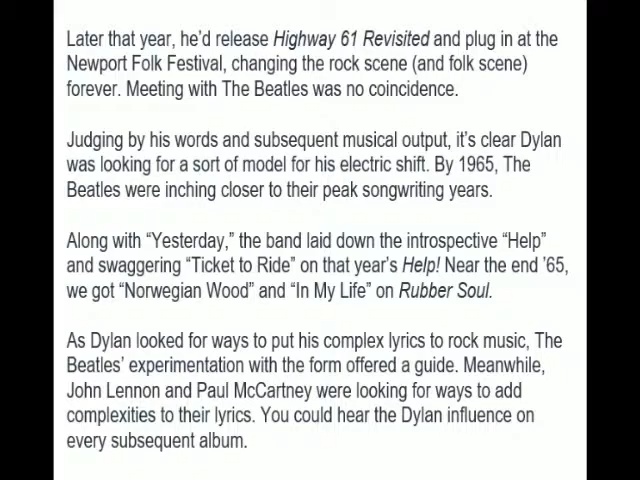 Later that year, he’d release Highway 61 Revisited and plug in at the
Newport Folk Festival, changing the rock scene (and folk scene)
forever. Meeting with The Beatles was no coincidence.
Judging by his words and subsequent musical output, it’s clear Dylan
was looking for a sort of model for his electric shift. By 1965, The
Beatles were inching closer to their peak songwriting years.
Along with “Yesterday,” the band laid down the introspective “Help”
and swaggering “Ticket to Ride” on that year’s Help! Near the end ’65,
we got “Norwegian Wood” and “In My Life” on Rubber Soul.
As Dylan looked for ways to put his complex lyrics to rock music, The
Beatles’ experimentation with the form offered a guide. Meanwhile,
John Lennon and Paul McCartney were looking for ways to add
complexities to their lyrics. You could hear the Dylan influence on
every subsequent album.